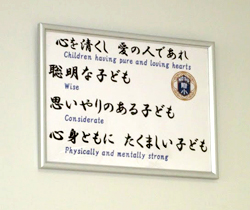 心を清くし 愛の人であれ
Children having pure and loving hearts
聡明な子ども
Wise
思いやりのある子ども
Considerate
心身ともに たくましい子ども
Physically and mentally strong